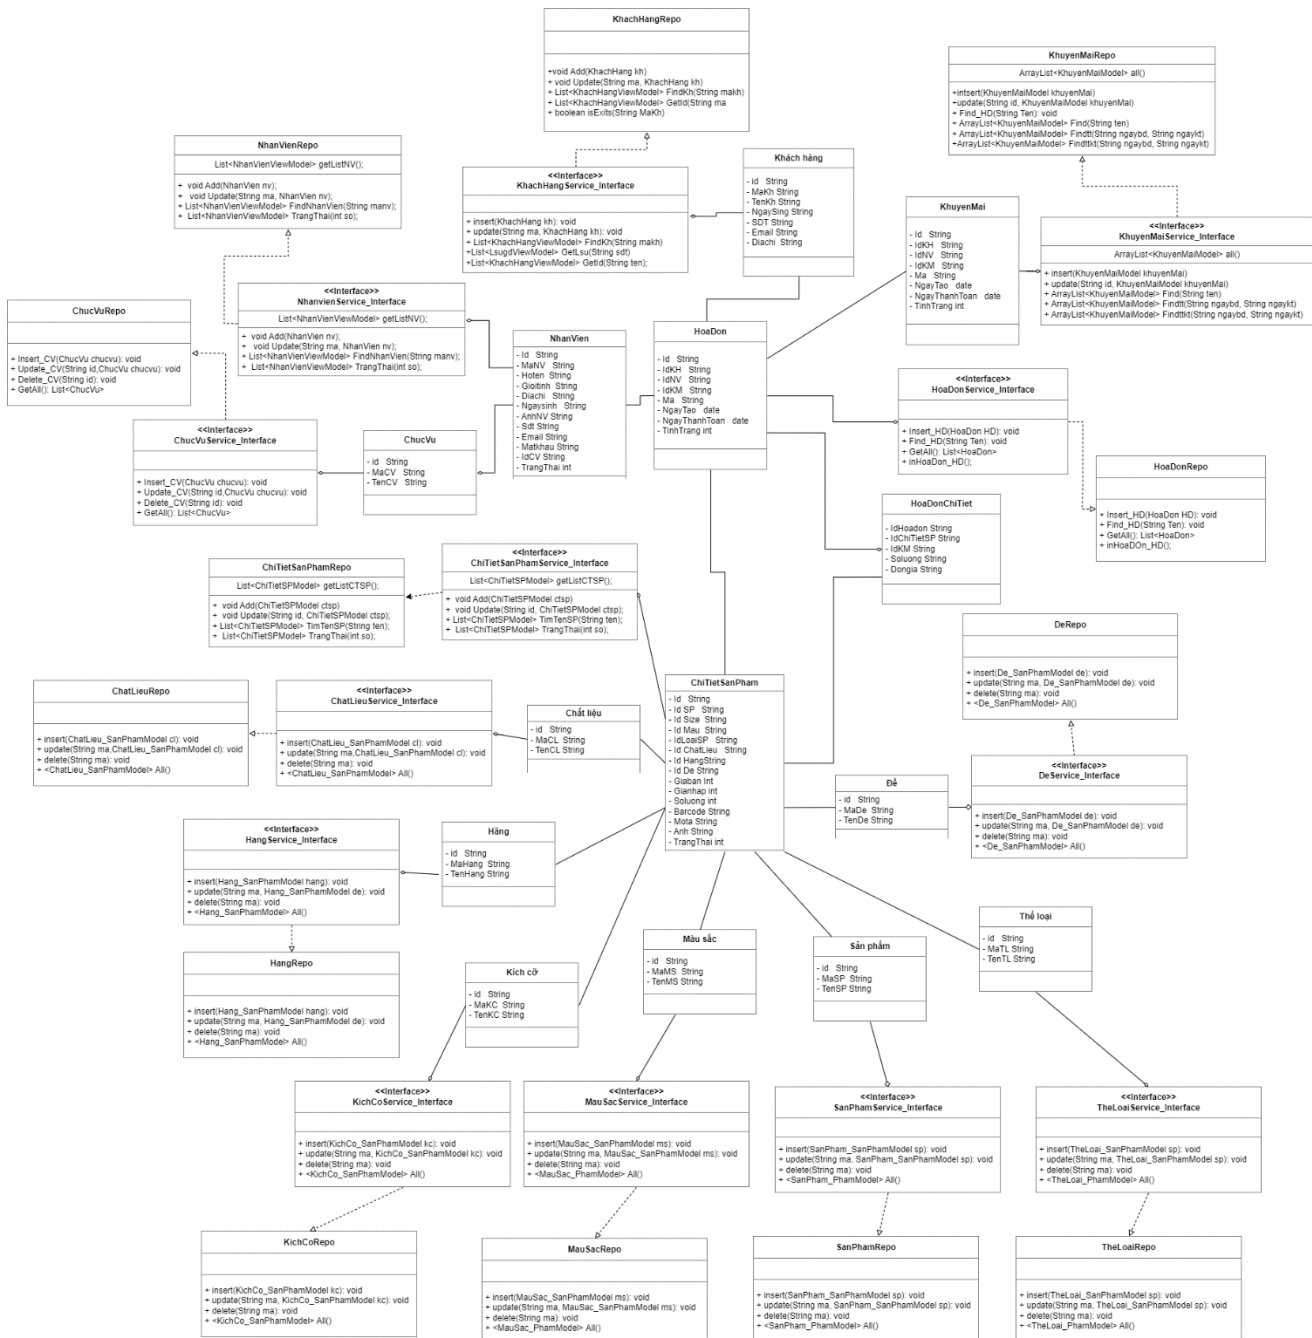 KhachHangRepo
+void Add(KhachHang kh)
+ void Update(String ma, KhachHang kh)
+ List<KhachHangViewModel> FindKh(String makh)
+ List<KhachHangViewModel> GetId(String ma
+ boolean isExits(String MaKh)
KhuyenMaiRepo
ArrayList<KhuyenMaiModel> all()
+intsert(KhuyenMaiModel khuyenMai)
+update(String id, KhuyenMaiModel khuyenMai)
+ Find_HD(String Ten): void
+ ArrayList<KhuyenMaiModel> Find(String ten)
+ ArrayList<KhuyenMaiModel> Findtt(String ngaybd, String ngaykt)
+ArrayList<KhuyenMaiModel> Findttkt(String ngaybd, String ngaykt)
NhanVienRepo
List<NhanVienViewModel> getListNV();
+ void Add(NhanVien nv);
+ void Update(String ma, NhanVien nv);
+ List<NhanVienViewModel> FindNhanVien(String manv);
+ List<NhanVienViewModel> TrangThai(int so);
<<Interface>>
KhachHangService_Interface
+ insert(KhachHang kh): void
+ update(String ma, KhachHang kh): void
+ List<KhachHangViewModel> FindKh(String makh)
+ List<LsugdViewModel> GetLsu(String sdt)
+List<KhachHangViewModel> GetId(String ten);
Khách hàng
- id String
- MaKh String
- TenKh String
- NgaySing String
- SDT String
- Email String
- Diachi String
KhuyenMai
- Id String
- IdKH String
- IdNV String
- IdKM String
- Ma String
- NgayTao date
- NgayThanhToan date
- TinhTrang int
<<Interface>>
KhuyenMaiService_Interface
ArrayList<KhuyenMaiModel> all()
+ insert(KhuyenMaiModel khuyenMai)
+ update(String id, KhuyenMaiModel khuyenMai)
+ ArrayList<KhuyenMaiModel> Find(String ten)
+ ArrayList<KhuyenMaiModel> Findtt(String ngaybd, String ngaykt)
+ ArrayList<KhuyenMaiModel> Findttkt(String ngaybd, String ngaykt)
ChucVuRepo
+ Insert_CV(ChucVu chucvu): void
+ Update_CV(String id,ChucVu chucvu): void
+ Delete_CV(String id): void
+ GetAll(): List<ChucVu>
<<Interface>>
NhanvienService_Interface
List<NhanVienViewModel> getListNV();
+ void Add(NhanVien nv);
+ void Update(String ma, NhanVien nv);
+ List<NhanVienViewModel> FindNhanVien(String manv);
+ List<NhanVienViewModel> TrangThai(int so);
NhanVien
- Id String
- MaNV String
- Hoten String
- Gioitinh String
- Diachi String
- Ngaysinh String
- AnhNV String
- Sdt String
- Email String
- Matkhau String
- IdCV String
- TrangThai int
HoaDon
- Id String
- IdKH String
- IdNV String
- IdKM String
- Ma String
- NgayTao date
- NgayThanhToan date
- TinhTrang int
<<Interface>>
HoaDonService_Interface
+ Insert_HD(HoaDon HD): void
+ Find_HD(String Ten): void
+ GetAll(): List<HoaDon>
+ inHoaDon_HD();
<<Interface>>
ChucVuService_Interface
+ Insert_CV(ChucVu chucvu): void
+ Update_CV(String id,ChucVu chucvu): void
+ Delete_CV(String id): void
+ GetAll(): List<ChucVu>
ChucVu
- id String
- MaCV String
- TenCV String
HoaDonRepo
+ Insert_HD(HoaDon HD): void
+ Find_HD(String Ten): void
+ GetAll(): List<HoaDon>
+ inHoaDOn_HD();
HoaDonChiTiet
- IdHoadon String
- IdChiTietSP String
- IdKM String
- Soluong String
- Dongia String
ChiTietSanPhamRepo
List<ChiTietSPModel> getListCTSP();
+ void Add(ChiTietSPModel ctsp)
+ void Update(String id, ChiTietSPModel ctsp);
+ List<ChiTietSPModel> TimTenSP(String ten);
+ List<ChiTietSPModel> TrangThai(int so);
<<Interface>>
ChiTietSanPhamService_Interface
List<ChiTietSPModel> getListCTSP();
+ void Add(ChiTietSPModel ctsp)
+ void Update(String id, ChiTietSPModel ctsp);
+ List<ChiTietSPModel> TimTenSP(String ten);
+ List<ChiTietSPModel> TrangThai(int so);
DeRepo
+ insert(De_SanPhamModel de): void
+ update(String ma, De_SanPhamModel de): void
+ delete(String ma): void
+ <De_SanPhamModel> All()
ChatLieuRepo
+ insert(ChatLieu_SanPhamModel cl): void
+ update(String ma,ChatLieu_SanPhamModel cl): void
+ delete(String ma): void
+ <ChatLieu_SanPhamModel> All()
<<Interface>>
ChatLieuService_Interface
+ insert(ChatLieu_SanPhamModel cl): void
+ update(String ma,ChatLieu_SanPhamModel cl): void
+ delete(String ma): void
+ <ChatLieu_SanPhamModel> All()
Chất liệu
- id String
- MaCL String
- TenCL String
ChiTietSanPham
- Id String
- Id SP String
- Id Size String
- Id Mau String
- IdLoaiSP String
- Id ChatLieu String
- Id HangString
- Id De String
- Giaban Int
- Gianhap int
- Soluong int
- Barcode String
- Mota String
- Anh String
- TrangThai int
Đế
- id String
- MaDe String
- TenDe String
<<Interface>>
DeService_Interface
+ insert(De_SanPhamModel de): void
+ update(String ma, De_SanPhamModel de): void
+ delete(String ma): void
+ <De_SanPhamModel> All()
<<Interface>>
HangService_Interface
+ insert(Hang_SanPhamModel hang): void
+ update(String ma, Hang_SanPhamModel de): void
+ delete(String ma): void
+ <Hang_SanPhamModel> All()
Hãng
- id String
- MaHang String
- TenHang String
HangRepo
+ insert(Hang_SanPhamModel hang): void
+ update(String ma, Hang_SanPhamModel de): void
+ delete(String ma): void
+ <Hang_SanPhamModel> All()
Kích cỡ
- id String
- MaKC String
- TenKC String
Màu sắc
- id String
- MaMS String
- TenMS String
Sản phẩm
- id String
- MaSP String
- TenSP String
Thể loại
- id String
- MaTL String
- TenTL String
<<Interface>>
KichCoService_Interface
+ insert(KichCo_SanPhamModel kc): void
+ update(String ma, KichCo_SanPhamModel kc): void
+ delete(String ma): void
+ <KichCo_SanPhamModel> All()
<<Interface>>
MauSacService_Interface
+ insert(MauSac_SanPhamModel ms): void
+ update(String ma, MauSac_SanPhamModel ms): void
+ delete(String ma): void
+ <MauSac_PhamModel> All()
<<Interface>>
SanPhamService_Interface
+ insert(SanPham_SanPhamModel sp): void
+ update(String ma, SanPham_SanPhamModel sp): void
+ delete(String ma): void
+ <SanPham_PhamModel> All()
<<Interface>>
TheLoaiService_Interface
+ insert(TheLoai_SanPhamModel sp): void
+ update(String ma, TheLoai_SanPhamModel sp): void
+ delete(String ma): void
+ <TheLoai_PhamModel> All()
KichCoRepo
+ insert(KichCo_SanPhamModel kc): void
+ update(String ma, KichCo_SanPhamModel kc): void
+ delete(String ma): void
+ <KichCo_SanPhamModel> All()
MauSacRepo
+ insert(MauSac_SanPhamModel ms): void
+ update(String ma, MauSac_SanPhamModel ms): void
+ delete(String ma): void
+ <MauSac_PhamModel> All()
SanPhamRepo
+ insert(SanPham_SanPhamModel sp): void
+ update(String ma, SanPham_SanPhamModel sp): void
+ delete(String ma): void
+ <SanPham_PhamModel> All()
TheLoaiRepo
+ insert(TheLoai_SanPhamModel sp): void
+ update(String ma, TheLoai_SanPhamModel sp): void
+ delete(String ma): void
+ <TheLoai_PhamModel> All()